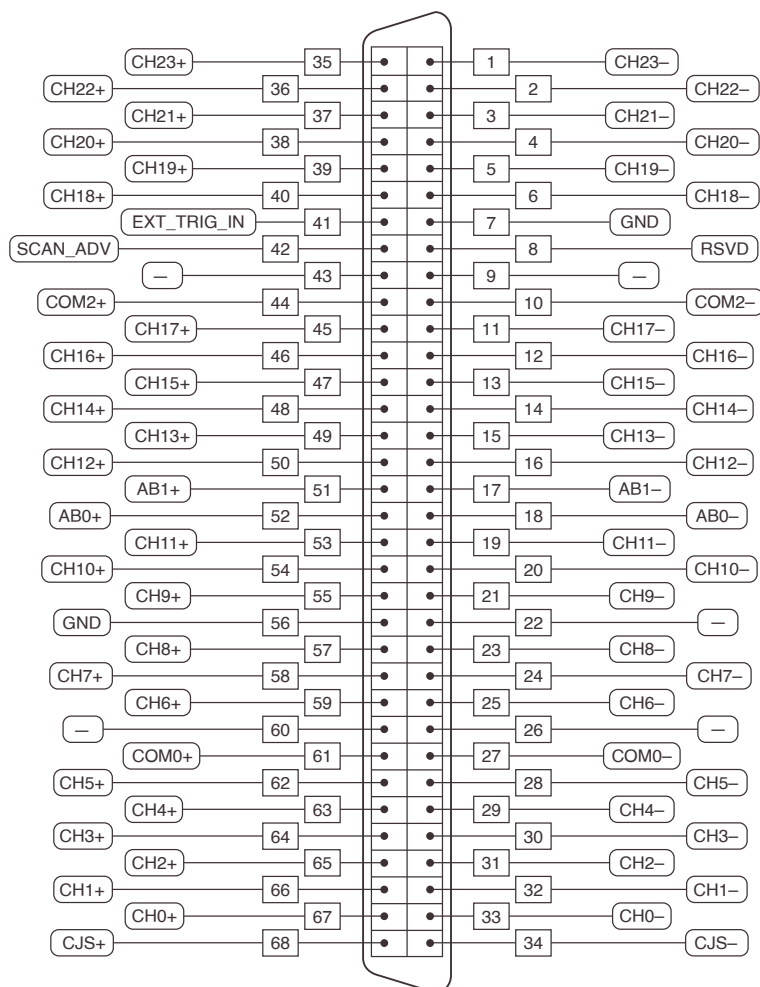 CH23+ 35 1 CH23–
CH22+ 36 2 CH22–
CH21+ 37 3 CH21–
CH20+ 38 4 CH20–
CH19+ 39 5 CH19–
CH18+ 40 6 CH18–
EXT_TRIG_IN 41 7 GND
SCAN_ADV 42 8 RSVD
— 43 9 —
COM2+ 44 10 COM2–
CH17+ 45 11 CH17–
CH16+ 46 12 CH16–
CH15+ 47 13 CH15–
CH14+ 48 14 CH14–
CH13+ 49 15 CH13–
CH12+ 50 16 CH12–
AB1+ 51 17 AB1–
AB0+ 52 18 AB0–
CH11+ 53 19 CH11–
CH10+ 54 20 CH10–
CH9+ 55 21 CH9–
GND 56 22 —
CH8+ 57 23 CH8–
CH7+ 58 24 CH7–
CH6+ 59 25 CH6–
— 60 26 —
COM0+ 61 27 COM0–
CH5+ 62 28 CH5–
CH4+ 63 29 CH4–
CH3+ 64 30 CH3–
CH2+ 65 31 CH2–
CH1+ 66 32 CH1–
CH0+ 67 33 CH0–
CJS+ 68 34 CJS–